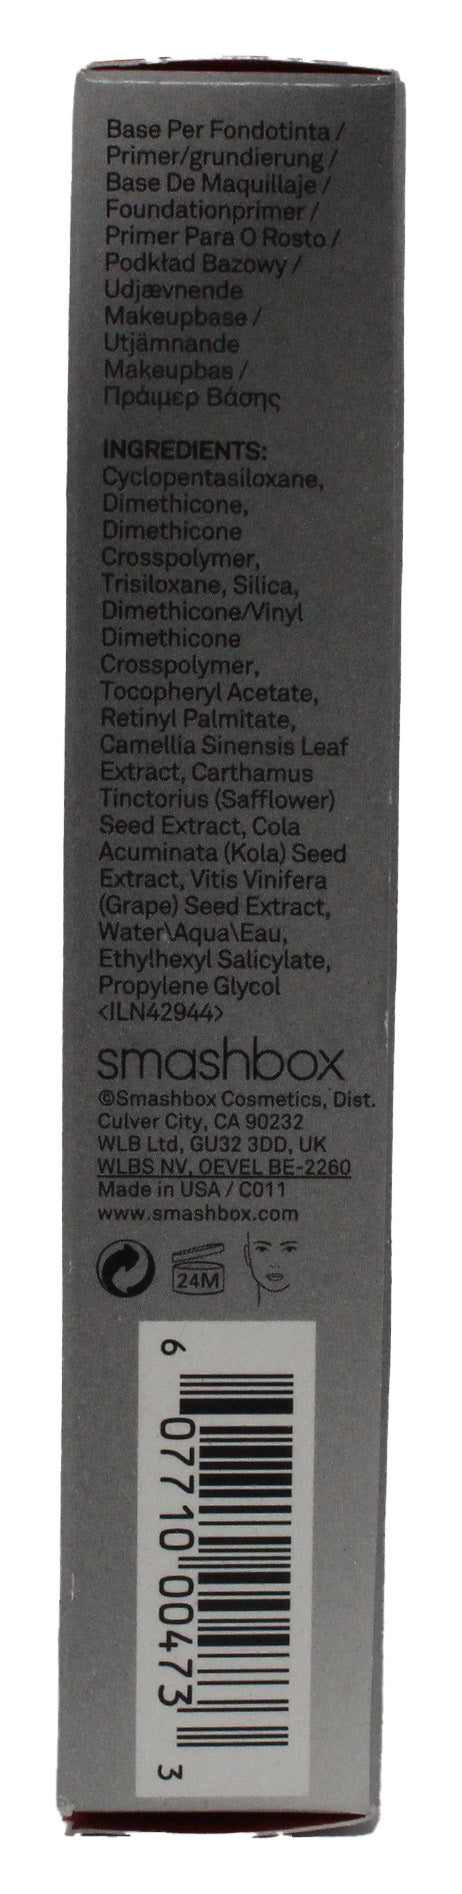 Base Per Fondotinta /
Primer/grundierung /
Base De Maquillaje /
Foundationprimer /
Primer Para O Rosto /
Podkład Bazowy /
Udjævnende
Makeupbase /
Utjämnande
Makeupbas /
Πράιμερ Βάσης
INGREDIENTS:
Cyclopentasiloxane,
Dimethicone,
Dimethicone
Crosspolymer,
Trisiloxane, Silica,
Dimethicone/Vinyl
Dimethicone
Crosspolymer,
Tocopheryl Acetate,
Retinyl Palmitate,
Camellia Sinensis Leaf
Extract, Carthamus
Tinctorius (Safflower)
Seed Extract, Cola
Acuminata (Kola) Seed
Extract, Vitis Vinifera
(Grape) Seed Extract,
Water\Aqua\Eau,
Ethylhexyl Salicylate,
Propylene Glycol
<ILN42944>
smashbox
©Smashbox Cosmetics, Dist.
Culver City, CA 90232
WLB Ltd, GU32 3DD, UK
WLBS NV, OEVEL BE-2260
Made in USA / C011
www.smashbox.com
24M
6 07710 00473 3